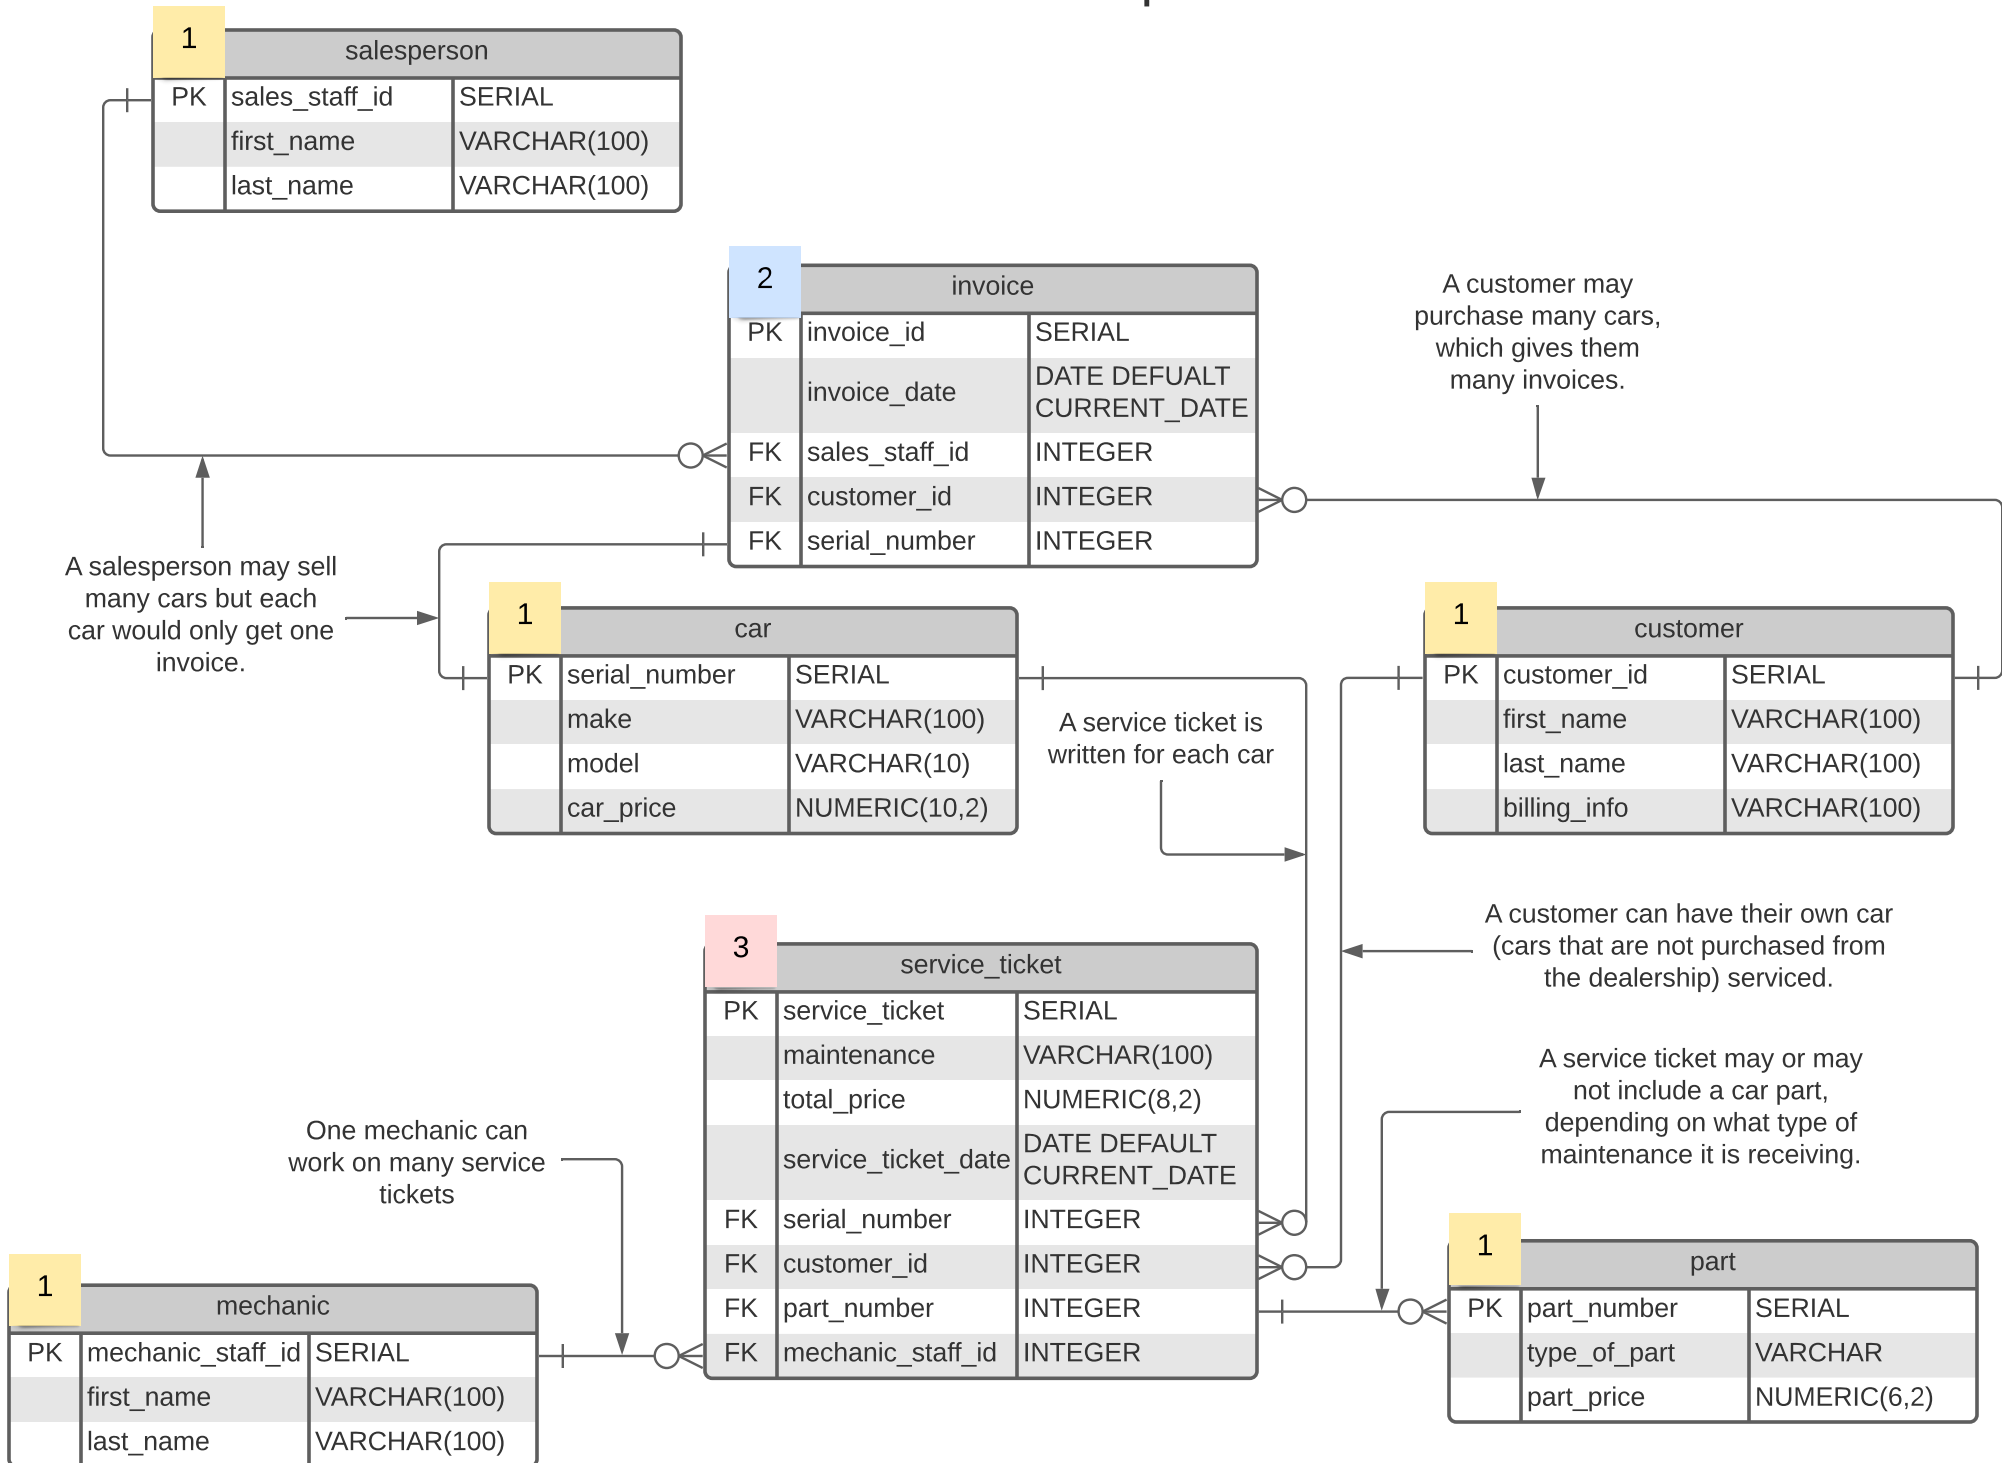 1
salesperson
PK sales_staff_id SERIAL
first_name VARCHAR(100)
last_name VARCHAR(100)
2
invoice
PK invoice_id SERIAL
invoice_date DATE DEFUALT
CURRENT_DATE
FK sales_staff_id INTEGER
FK customer_id INTEGER
FK serial_number INTEGER
A customer may
purchase many cars,
which gives them
many invoices.
A salesperson may sell
many cars but each
car would only get one
invoice.
1
car
PK serial_number SERIAL
make VARCHAR(100)
model VARCHAR(10)
car_price NUMERIC(10,2)
A service ticket is
written for each car
1
customer
PK customer_id SERIAL
first_name VARCHAR(100)
last_name VARCHAR(100)
billing_info VARCHAR(100)
A customer can have their own car
(cars that are not purchased from
the dealership) serviced.
3
service_ticket
PK service_ticket SERIAL
maintenance VARCHAR(100)
total_price NUMERIC(8,2)
service_ticket_date DATE DEFAULT
CURRENT_DATE
FK serial_number INTEGER
FK customer_id INTEGER
FK part_number INTEGER
FK mechanic_staff_id INTEGER
A service ticket may or may
not include a car part,
depending on what type of
maintenance it is receiving.
One mechanic can
work on many service
tickets
1
mechanic
PK mechanic_staff_id SERIAL
first_name VARCHAR(100)
last_name VARCHAR(100)
1
part
PK part_number SERIAL
type_of_part VARCHAR
part_price NUMERIC(6,2)